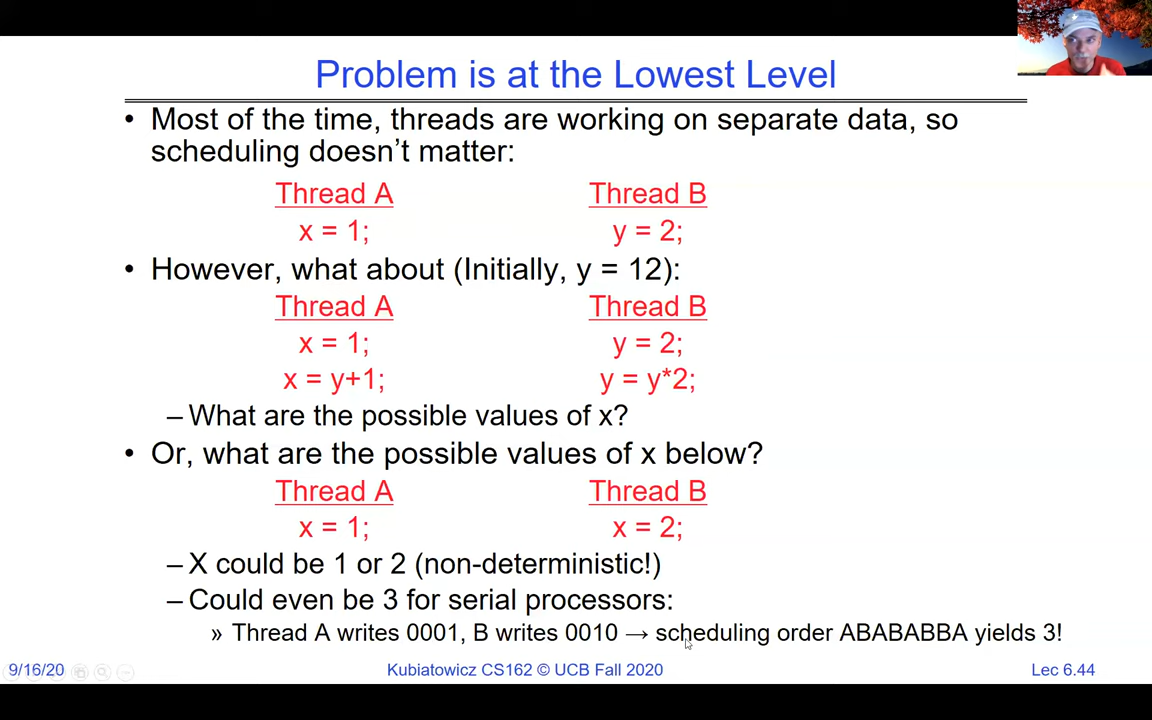 Problem is at the Lowest Level
• Most of the time, threads are working on separate data, so
scheduling doesn’t matter:
Thread A Thread B
x = 1; y = 2;
• However, what about (Initially, y = 12):
Thread A Thread B
x = 1; y = 2;
x = y+1; y = y*2;
– What are the possible values of x?
• Or, what are the possible values of x below?
Thread A Thread B
x = 1; x = 2;
– X could be 1 or 2 (non-deterministic!)
– Could even be 3 for serial processors:
» Thread A writes 0001, B writes 0010 → scheduling order ABABABBA yields 3!
9/16/20 Kubiatowicz CS162 © UCB Fall 2020 Lec 6.44